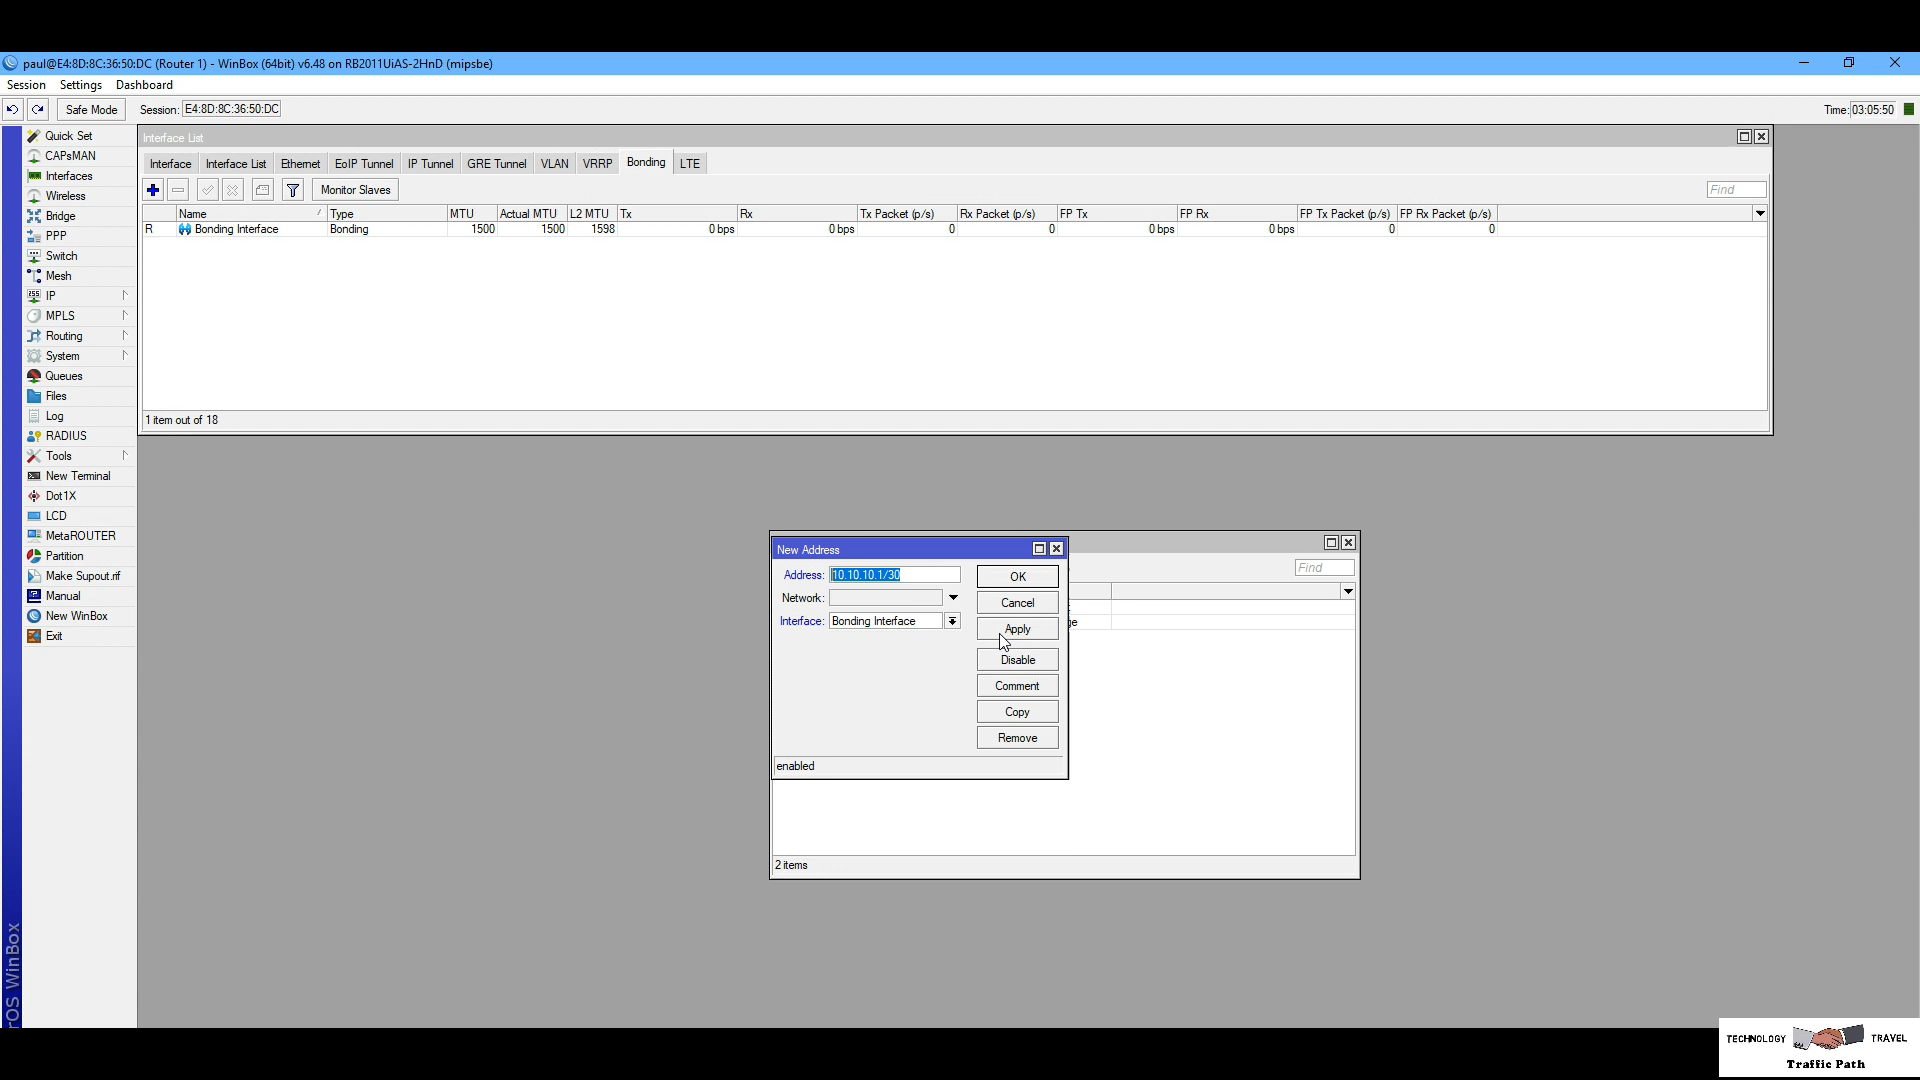 paul@E4:8D:8C:36:50:DC (Router 1) - WinBox (64bit) v6.48 on RB2011UiAS-2HnD (mipsbe)
Session Settings Dashboard
Safe Mode Session: E4:8D:8C:36:50:DC Time: 03:05:50
Quick Set
CAPsMAN
Interfaces
Wireless
Bridge
PPP
Switch
Mesh
IP
MPLS
Routing
System
Queues
Files
Log
RADIUS
Tools
New Terminal
Dot1X
LCD
MetaROUTER
Partition
Make Supout.rif
Manual
New WinBox
Exit
rOS WinBox
Interface List
Interface Interface List Ethernet EoIP Tunnel IP Tunnel GRE Tunnel VLAN VRRP Bonding LTE
Monitor Slaves Find
Name Type MTU Actual MTU L2 MTU Tx Rx Tx Packet (p/s) Rx Packet (p/s) FP Tx FP Rx FP Tx Packet (p/s) FP Rx Packet (p/s)
R Bonding Interface Bonding 1500 1500 1598 0 bps 0 bps 0 0 0 bps 0 bps 0 0
1 item out of 18
New Address
Address: 10.10.10.1/30 OK
Network: Cancel
Interface: Bonding Interface Apply
Disable
Comment
Copy
Remove
enabled
Find
ge
2 items
TECHNOLOGY TRAVEL
Traffic Path